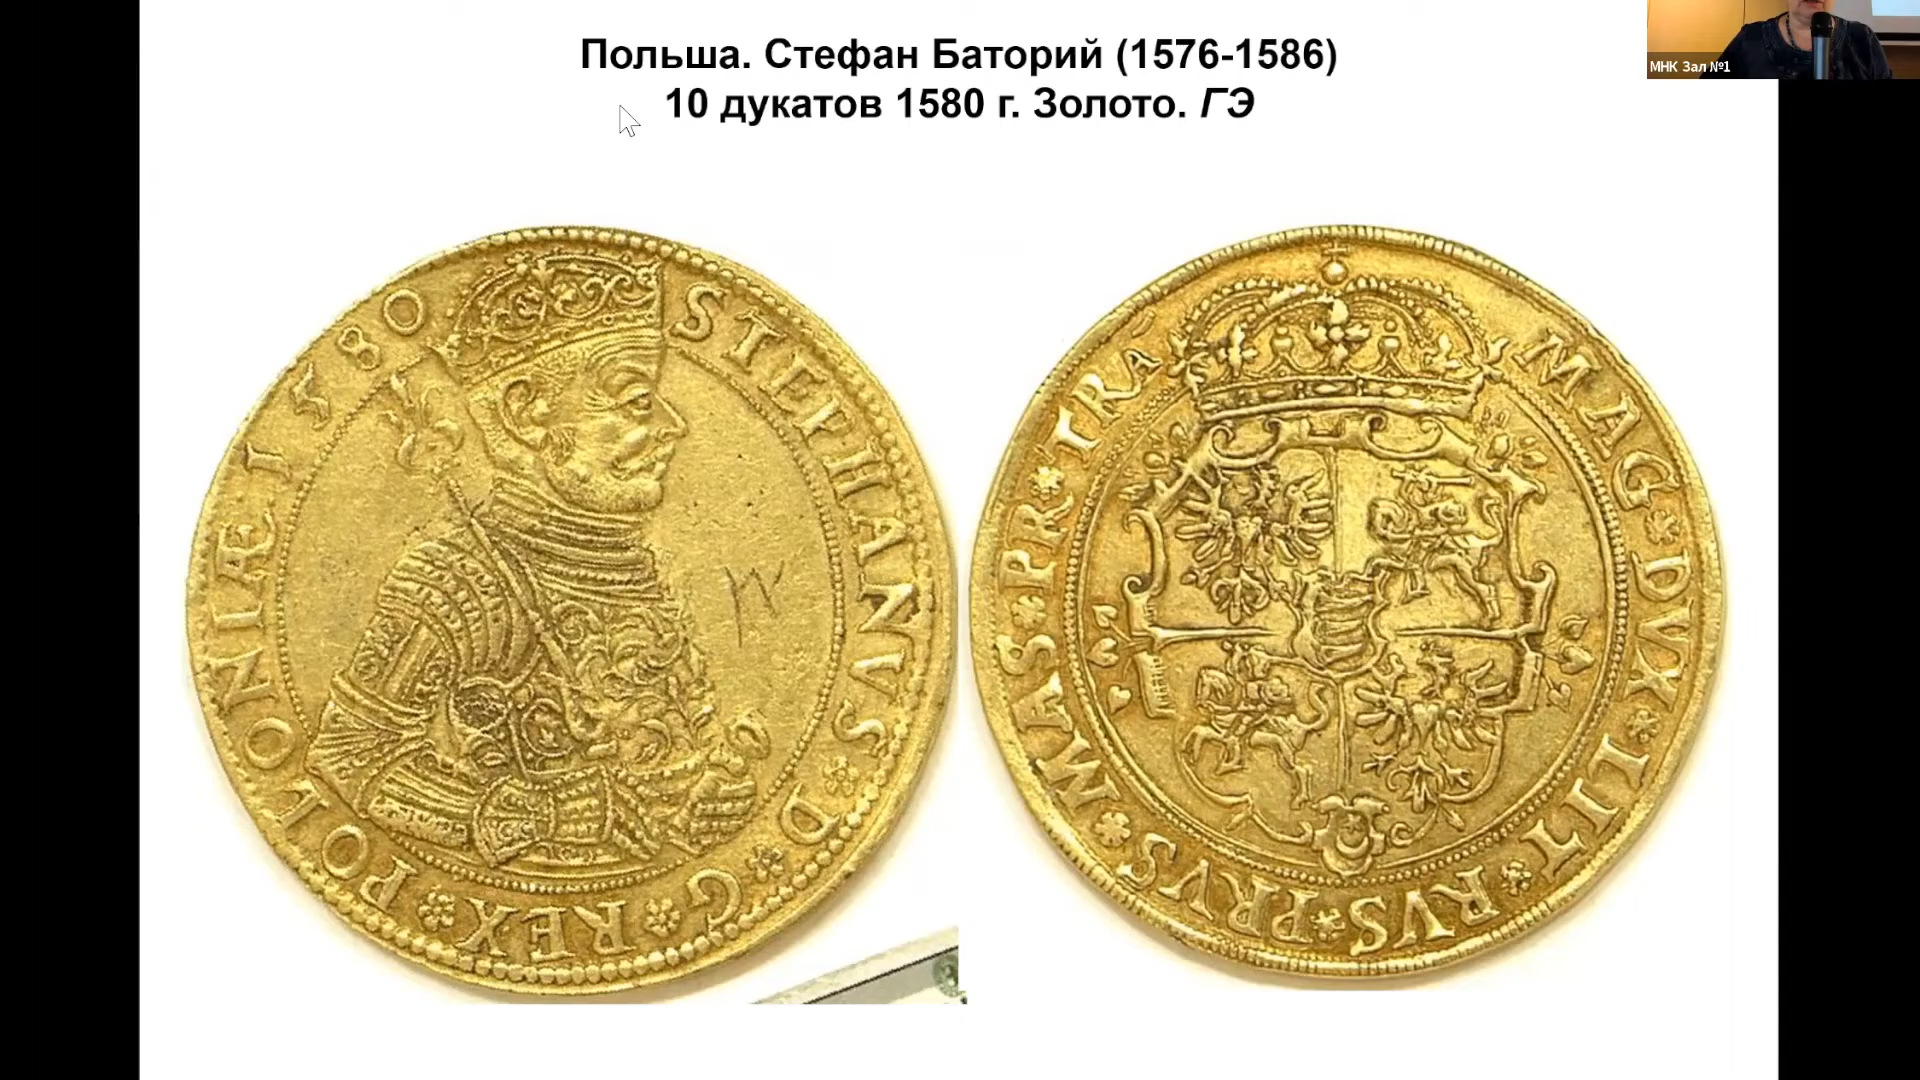 Польша. Стефан Баторий (1576-1586)
10 дукатов 1580 г. Золото. ГЭ
МНК Зал №1
STEPHANVS D G REX POLONIÆ 1580
MAG DVX LIT RVS PRVS MAS PR TRA